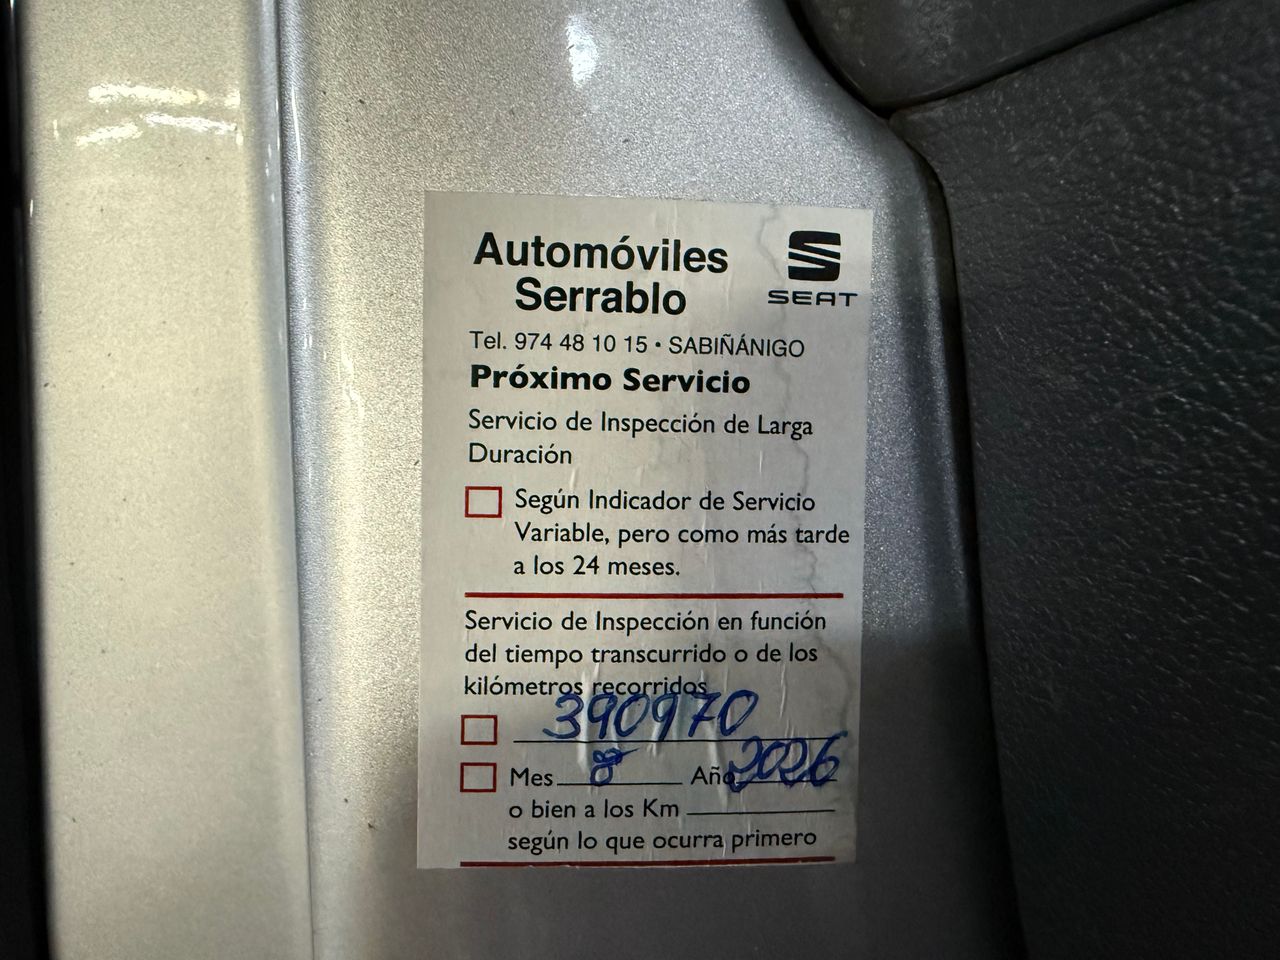 Automóviles
Serrablo
SEAT
Tel. 974 48 10 15 • SABIÑÁNIGO
Próximo Servicio
Servicio de Inspección de Larga
Duración
Según Indicador de Servicio
Variable, pero como más tarde
a los 24 meses.
Servicio de Inspección en función
del tiempo transcurrido o de los
kilómetros recorridos
390970
Mes 8 Año 2026
o bien a los Km
según lo que ocurra primero